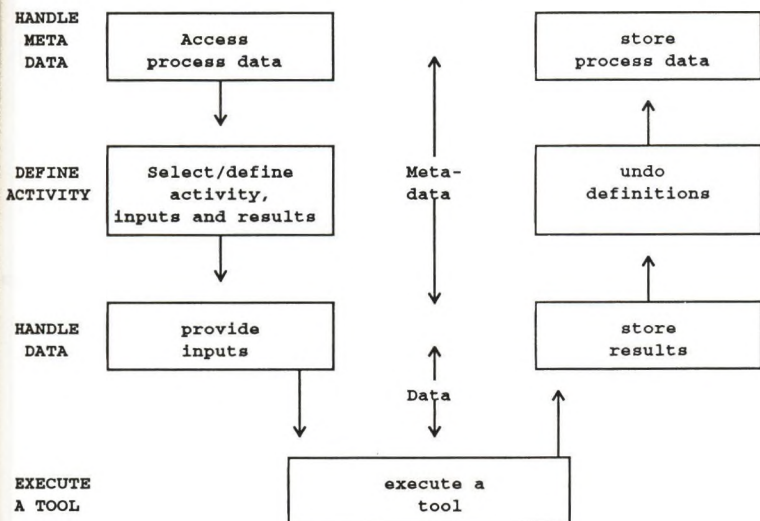 HANDLE
META
DATA
Access
process data
store
process data
DEFINE
ACTIVITY
Select/define
activity,
inputs and results
Meta-
data
undo
definitions
HANDLE
DATA
provide
inputs
store
results
Data
EXECUTE
A TOOL
execute a
tool